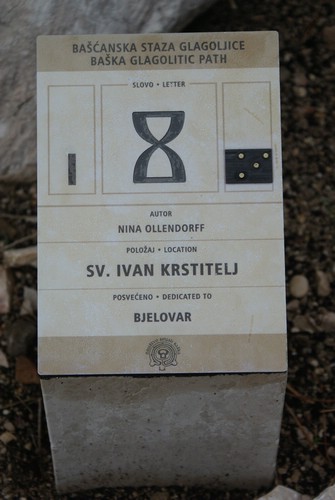 BAŠĆANSKA STAZA GLAGOLJICE
BAŠKA GLAGOLITIC PATH
SLOVO • LETTER
AUTOR
NINA OLLENDORFF
POLOŽAJ • LOCATION
SV. IVAN KRSTITELJ
POSVEĆENO • DEDICATED TO
BJELOVAR